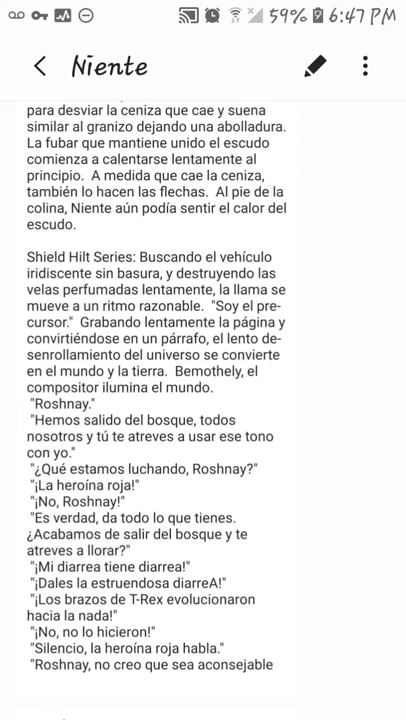 59% 6:47 PM
Niente
para desviar la ceniza que cae y suena
similar al granizo dejando una abolladura.
La fubar que mantiene unido el escudo
comienza a calentarse lentamente al
principio.  A medida que cae la ceniza,
también lo hacen las flechas.  Al pie de la
colina, Niente aún podía sentir el calor del
escudo.
Shield Hilt Series: Buscando el vehículo
iridiscente sin basura, y destruyendo las
velas perfumadas lentamente, la llama se
mueve a un ritmo razonable.  "Soy el pre-
cursor."  Grabando lentamente la página y
convirtiéndose en un párrafo, el lento de-
senrollamiento del universo se convierte
en el mundo y la tierra.  Bemothely, el
compositor ilumina el mundo.
"Roshnay."
"Hemos salido del bosque, todos
nosotros y tú te atreves a usar ese tono
con yo."
"¿Qué estamos luchando, Roshnay?"
"¡La heroína roja!"
"¡No, Roshnay!"
"Es verdad, da todo lo que tienes.
¿Acabamos de salir del bosque y te
atreves a llorar?"
"¡Mi diarrea tiene diarrea!"
"¡Dales la estruendosa diarreA!"
"¡Los brazos de T-Rex evolucionaron
hacia la nada!"
"¡No, no lo hicieron!"
"Silencio, la heroína roja habla."
"Roshnay, no creo que sea aconsejable